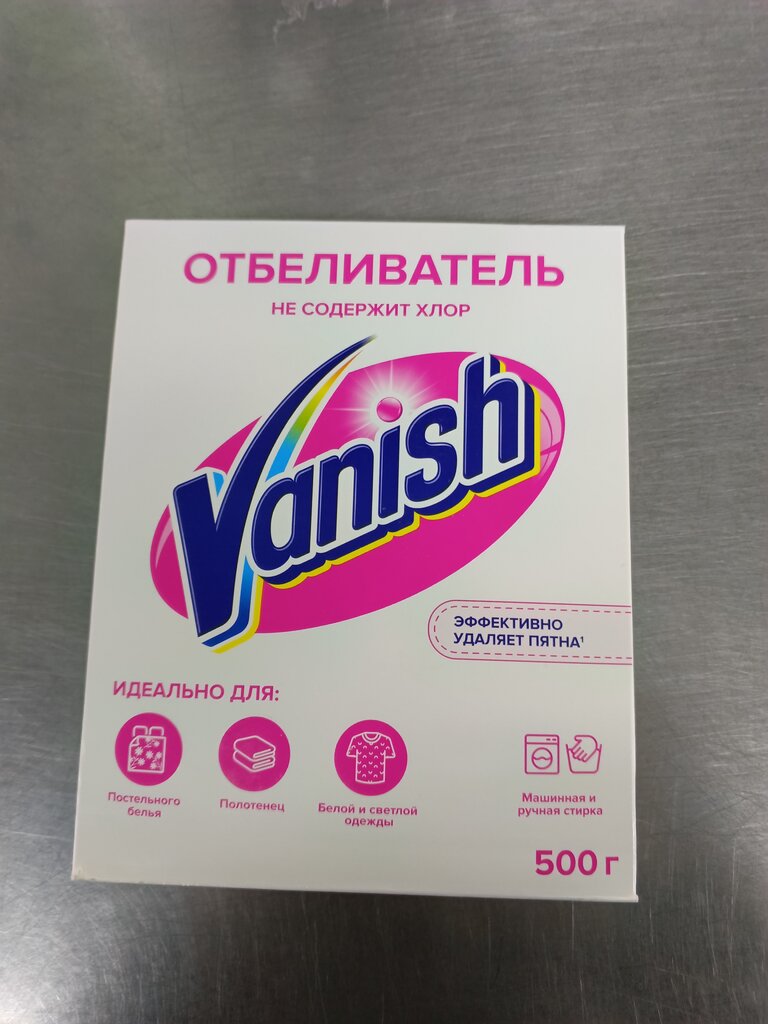 ОТБЕЛИВАТЕЛЬ
НЕ СОДЕРЖИТ ХЛОР
Vanish
ЭФФЕКТИВНО
УДАЛЯЕТ ПЯТНА¹
ИДЕАЛЬНО ДЛЯ:
Постельного
белья
Полотенец
Белой и светлой
одежды
Машинная и
ручная стирка
500 г